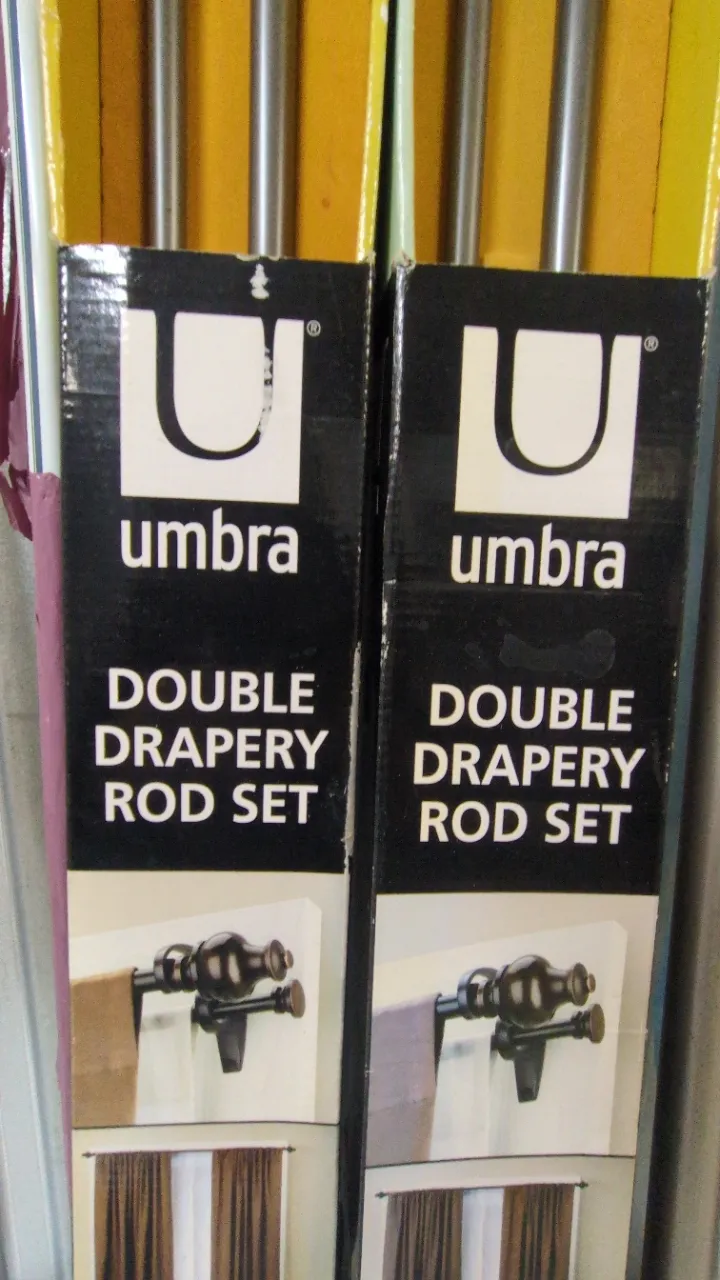 U®
umbra
DOUBLE
DRAPERY
ROD SET
U®
umbra
DOUBLE
DRAPERY
ROD SET